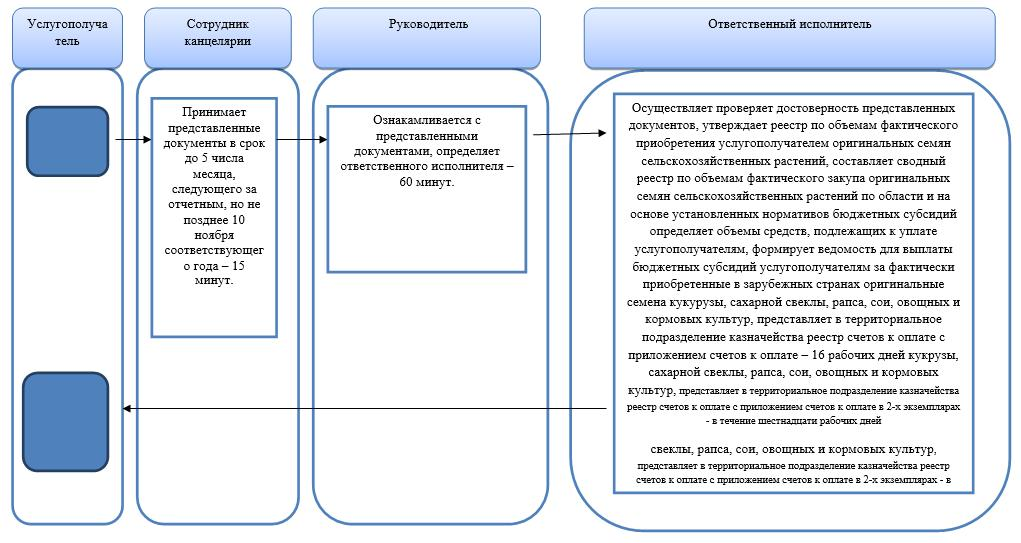 Услугополуча
тель
Сотрудник
канцелярии
Руководитель
Ответственный исполнитель
Принимает
представленные
документы в срок
до 5 числа
месяца,
следующего за
отчетным, но не
позднее 10
ноября
соответствующег
о года – 15
минут.
Ознакамливается с
представленными
документами, определяет
ответственного исполнителя –
60 минут.
Осуществляет проверяет достоверность представленных
документов, утверждает реестр по объемам фактического
приобретения услугополучателем оригинальных семян
сельскохозяйственных растений, составляет сводный
реестр по объемам фактического закупа оригинальных
семян сельскохозяйственных растений по области и на
основе установленных нормативов бюджетных субсидий
определяет объемы средств, подлежащих к уплате
услугополучателям, формирует ведомость для выплаты
бюджетных субсидий услугополучателям за фактически
приобретенные в зарубежных странах оригинальные
семена кукурузы, сахарной свеклы, рапса, сои, овощных и
кормовых культур, представляет в территориальное
подразделение казначейства реестр счетов к оплате с
приложением счетов к оплате – 16 рабочих дней кукрузы,
сахарной свеклы, рапса, сои, овощных и кормовых
культур, представляет в территориальное подразделение казначейства
реестр счетов к оплате с приложением счетов к оплате в 2-х экземплярах
- в течение шестнадцати рабочих дней
свеклы, рапса, сои, овощных и кормовых культур,
представляет в территориальное подразделение казначейства реестр
счетов к оплате с приложением счетов к оплате в 2-х экземплярах - в